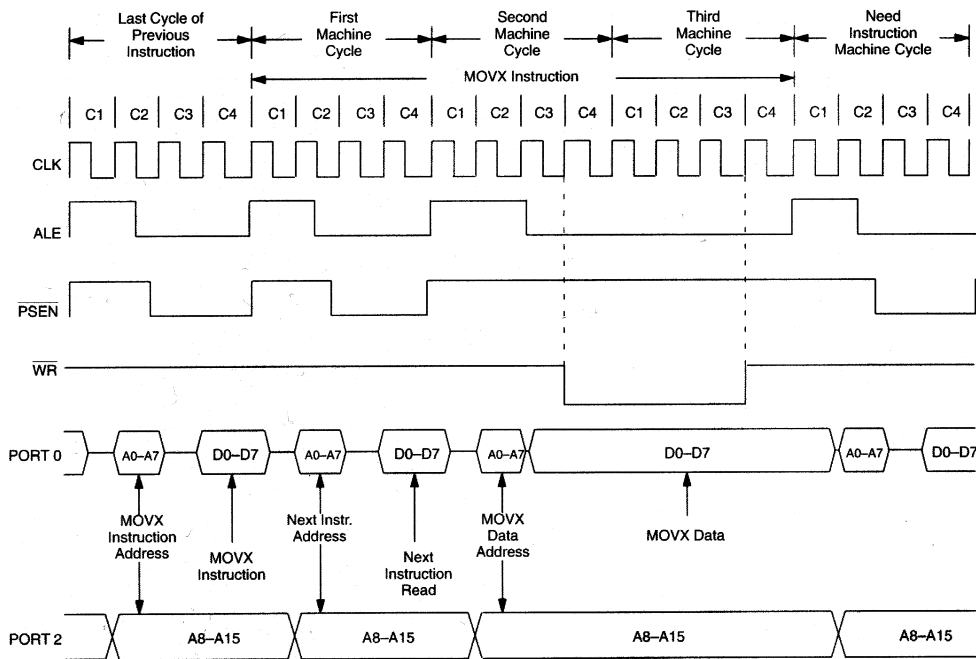 Last Cycle of
Previous
Instruction
First
Machine
Cycle
Second
Machine
Cycle
Third
Machine
Cycle
Need
Instruction
Machine Cycle
MOVX Instruction
C1 C2 C3 C4 C1 C2 C3 C4 C1 C2 C3 C4 C1 C2 C3 C4 C1 C2 C3 C4
CLK
ALE
PSEN
WR
PORT 0
A0–A7 D0–D7 A0–A7 D0–D7 A0–A7 D0–D7 A0–A7 D0–D7
MOVX
Instruction
Address
MOVX
Instruction
Next Instr.
Address
Next
Instruction
Read
MOVX
Data
Address
MOVX Data
PORT 2
A8–A15 A8–A15 A8–A15 A8–A15